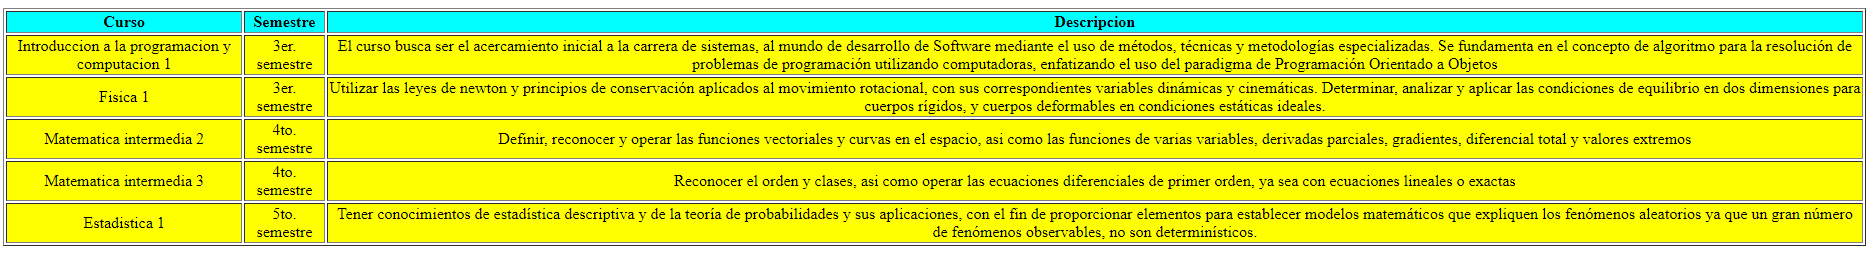 Curso Semestre Descripcion
Introduccion a la programacion y
computacion 1
3er.
semestre
El curso busca ser el acercamiento inicial a la carrera de sistemas, al mundo de desarrollo de Software mediante el uso de métodos, técnicas y metodologías especializadas. Se fundamenta en el concepto de algoritmo para la resolución de
problemas de programación utilizando computadoras, enfatizando el uso del paradigma de Programación Orientado a Objetos
Fisica 1
3er.
semestre
Utilizar las leyes de newton y principios de conservación aplicados al movimiento rotacional, con sus correspondientes variables dinámicas y cinemáticas. Determinar, analizar y aplicar las condiciones de equilibrio en dos dimensiones para
cuerpos rígidos, y cuerpos deformables en condiciones estáticas ideales.
Matematica intermedia 2
4to.
semestre
Definir, reconocer y operar las funciones vectoriales y curvas en el espacio, asi como las funciones de varias variables, derivadas parciales, gradientes, diferencial total y valores extremos
Matematica intermedia 3
4to.
semestre
Reconocer el orden y clases, asi como operar las ecuaciones diferenciales de primer orden, ya sea con ecuaciones lineales o exactas
Estadistica 1
5to.
semestre
Tener conocimientos de estadística descriptiva y de la teoría de probabilidades y sus aplicaciones, con el fín de proporcionar elementos para establecer modelos matemáticos que expliquen los fenómenos aleatorios ya que un gran número
de fenómenos observables, no son determinísticos.